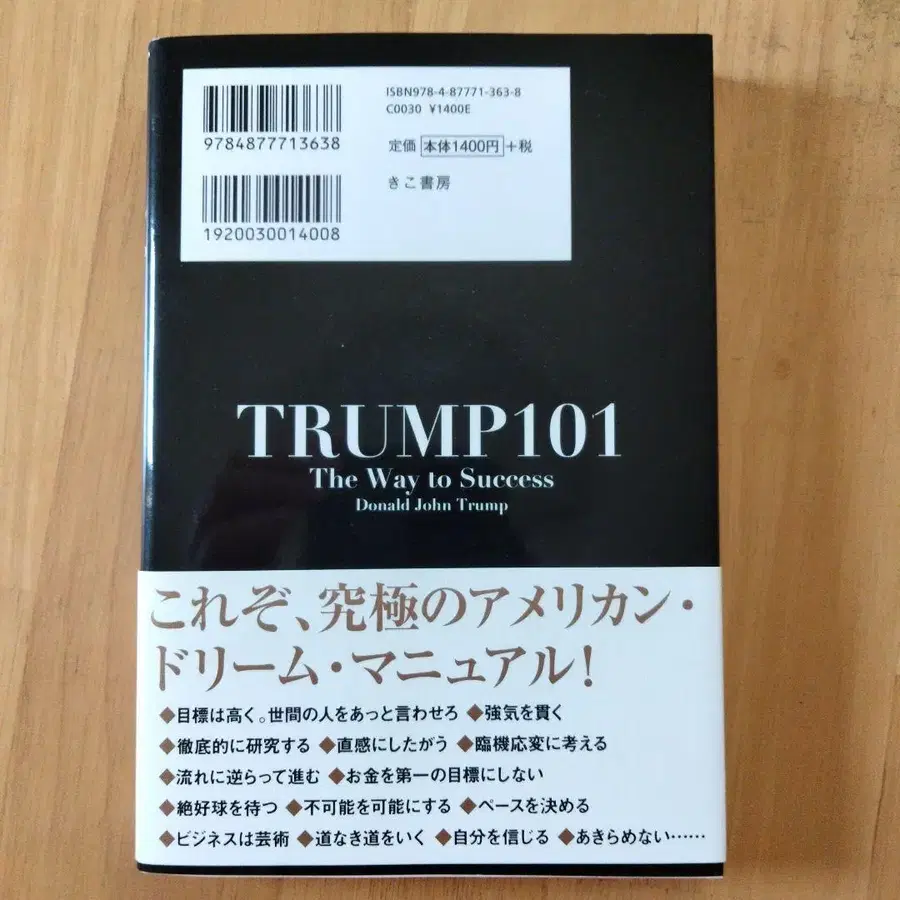 ISBN978-4-87771-363-8
C0030 ¥1400E
9784877713638
定価 本体1400円 +税
きこ書房
1920030014008
TRUMP101
The Way to Success
Donald John Trump
これぞ、究極のアメリカン・
ドリーム・マニュアル!
◆目標は高く。世間の人をあっと言わせろ ◆強気を貫く
◆徹底的に研究する ◆直感にしたがう ◆臨機応変に考える
◆流れに逆らって進む ◆お金を第一の目標にしない
◆絶好球を待つ ◆不可能を可能にする ◆ペースを決める
◆ビジネスは芸術 ◆道なき道をいく ◆自分を信じる ◆あきらめない……